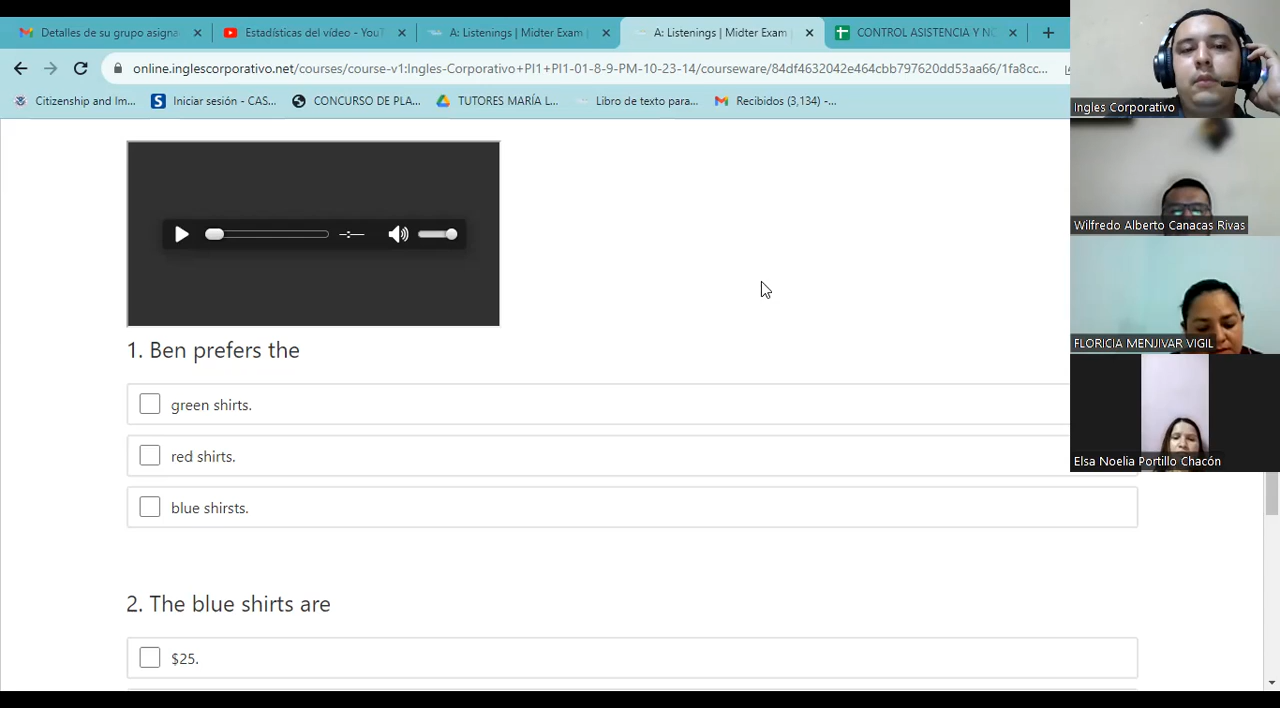 Detalles de su grupo asigna
Estadísticas del vídeo - YouT
A: Listenings | Midter Exam
A: Listenings | Midter Exam
CONTROL ASISTENCIA Y NO
online.inglescorporativo.net/courses/course-v1:Ingles-Corporativo+PI1+PI1-01-8-9-PM-10-23-14/courseware/84df4632042e464cbb797620dd53aa66/1fa8cc...
Citizenship and Im...
Iniciar sesión - CAS...
CONCURSO DE PLA...
TUTORES MARÍA L...
Libro de texto para...
Recibidos (3,134) -...
Ingles Corporativo
Wilfredo Alberto Canacas Rivas
FLORICIA MENJIVAR VIGIL
Elsa Noelia Portillo Chacón
1. Ben prefers the
green shirts.
red shirts.
blue shirsts.
2. The blue shirts are
$25.